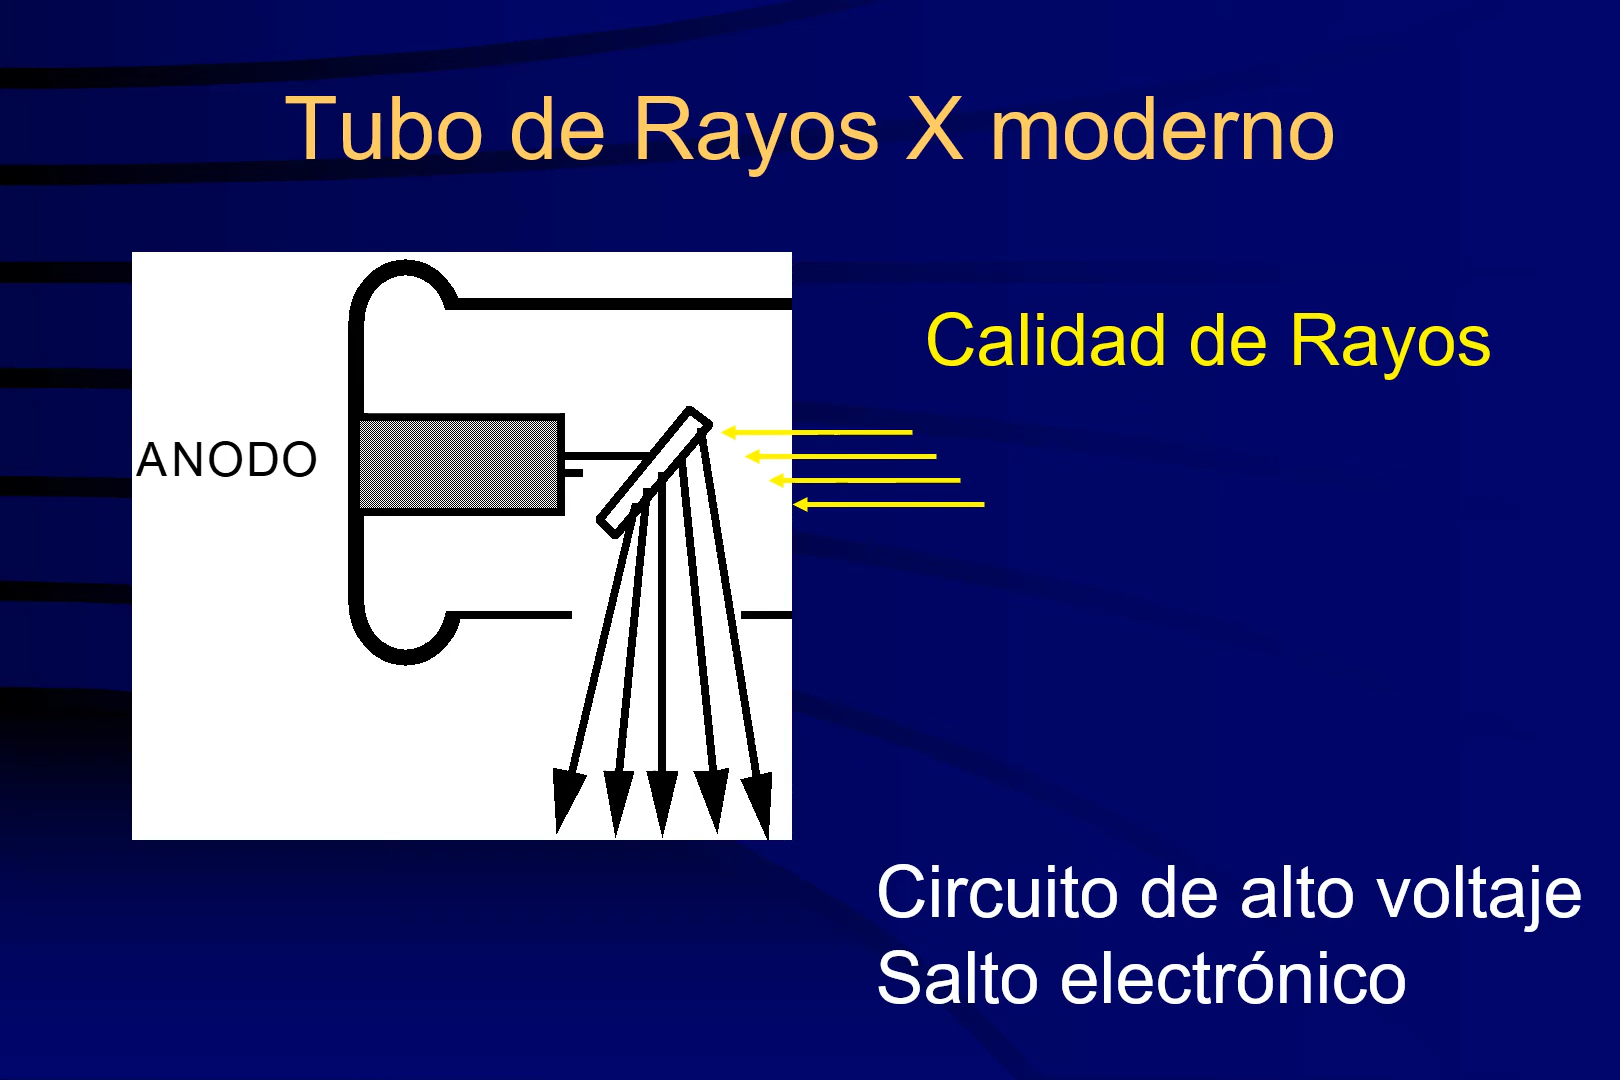 Tubo de Rayos X moderno
Calidad de Rayos
ANODO
Circuito de alto voltaje
Salto electrónico